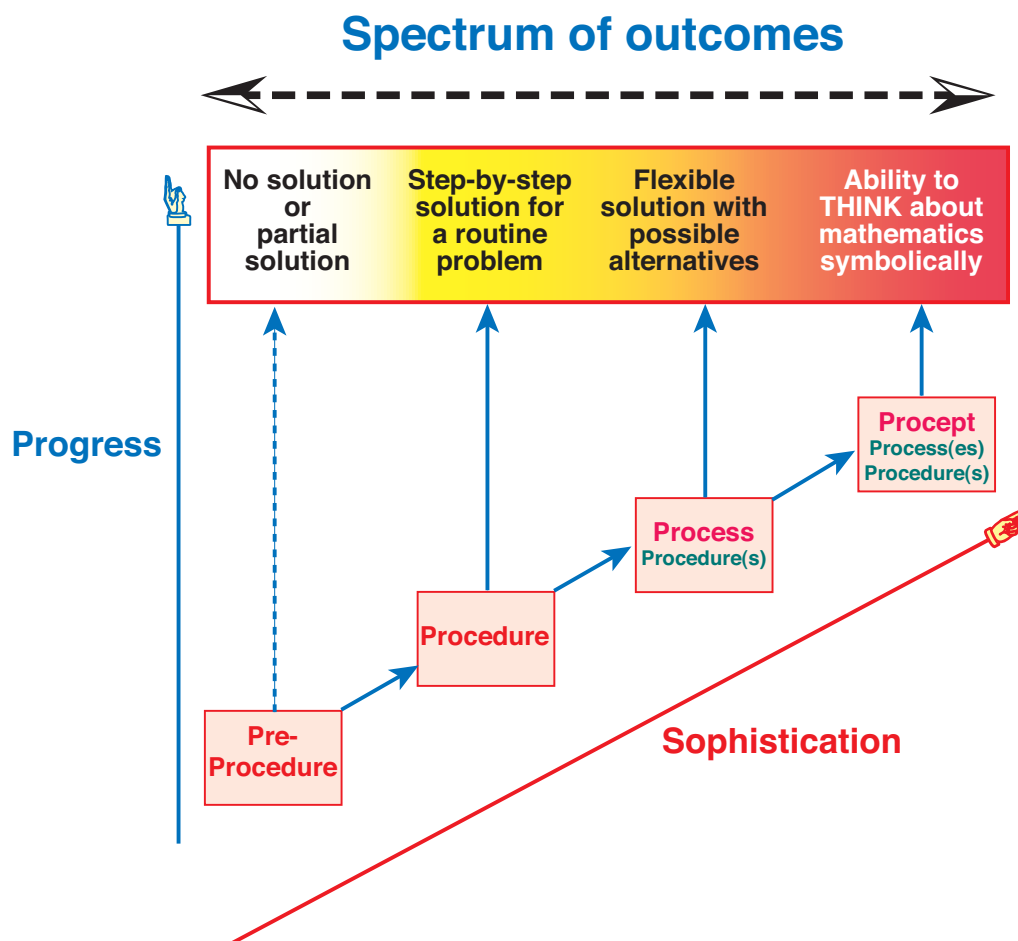 Spectrum of outcomes
No solution
or
partial
solution
Step-by-step
solution for
a routine
problem
Flexible
solution with
possible
alternatives
Ability to
THINK about
mathematics
symbolically
Progress
Procept
Process(es)
Procedure(s)
Process
Procedure(s)
Procedure
Pre-
Procedure
Sophistication